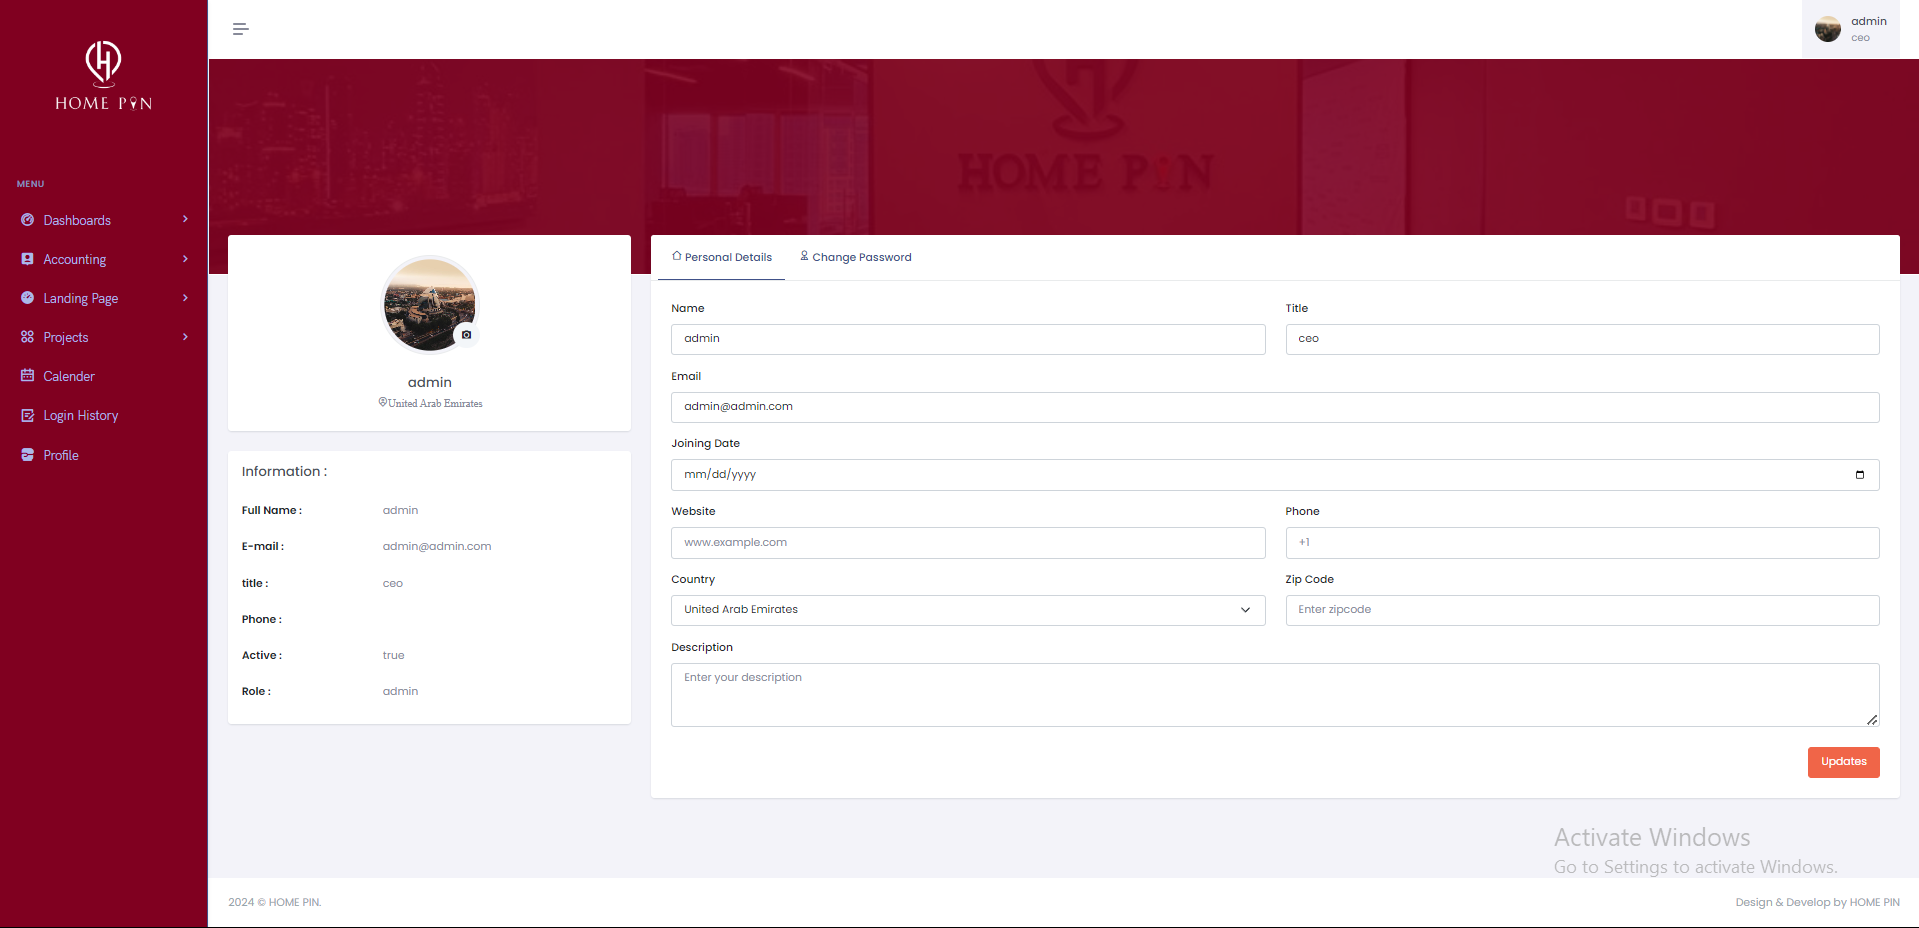 HOME PIN
MENU
Dashboards
Accounting
Landing Page
Projects
Calender
Login History
Profile
admin
ceo
HOME PIN
admin
United Arab Emirates
Information :
Full Name : admin
E-mail : admin@admin.com
title : ceo
Phone :
Active : true
Role : admin
Personal Details Change Password
Name Title
admin ceo
Email
admin@admin.com
Joining Date
mm/dd/yyyy
Website Phone
www.example.com +1
Country Zip Code
United Arab Emirates Enter zipcode
Description
Enter your description
Updates
Activate Windows
Go to Settings to activate Windows.
2024 © HOME PIN. Design & Develop by HOME PIN